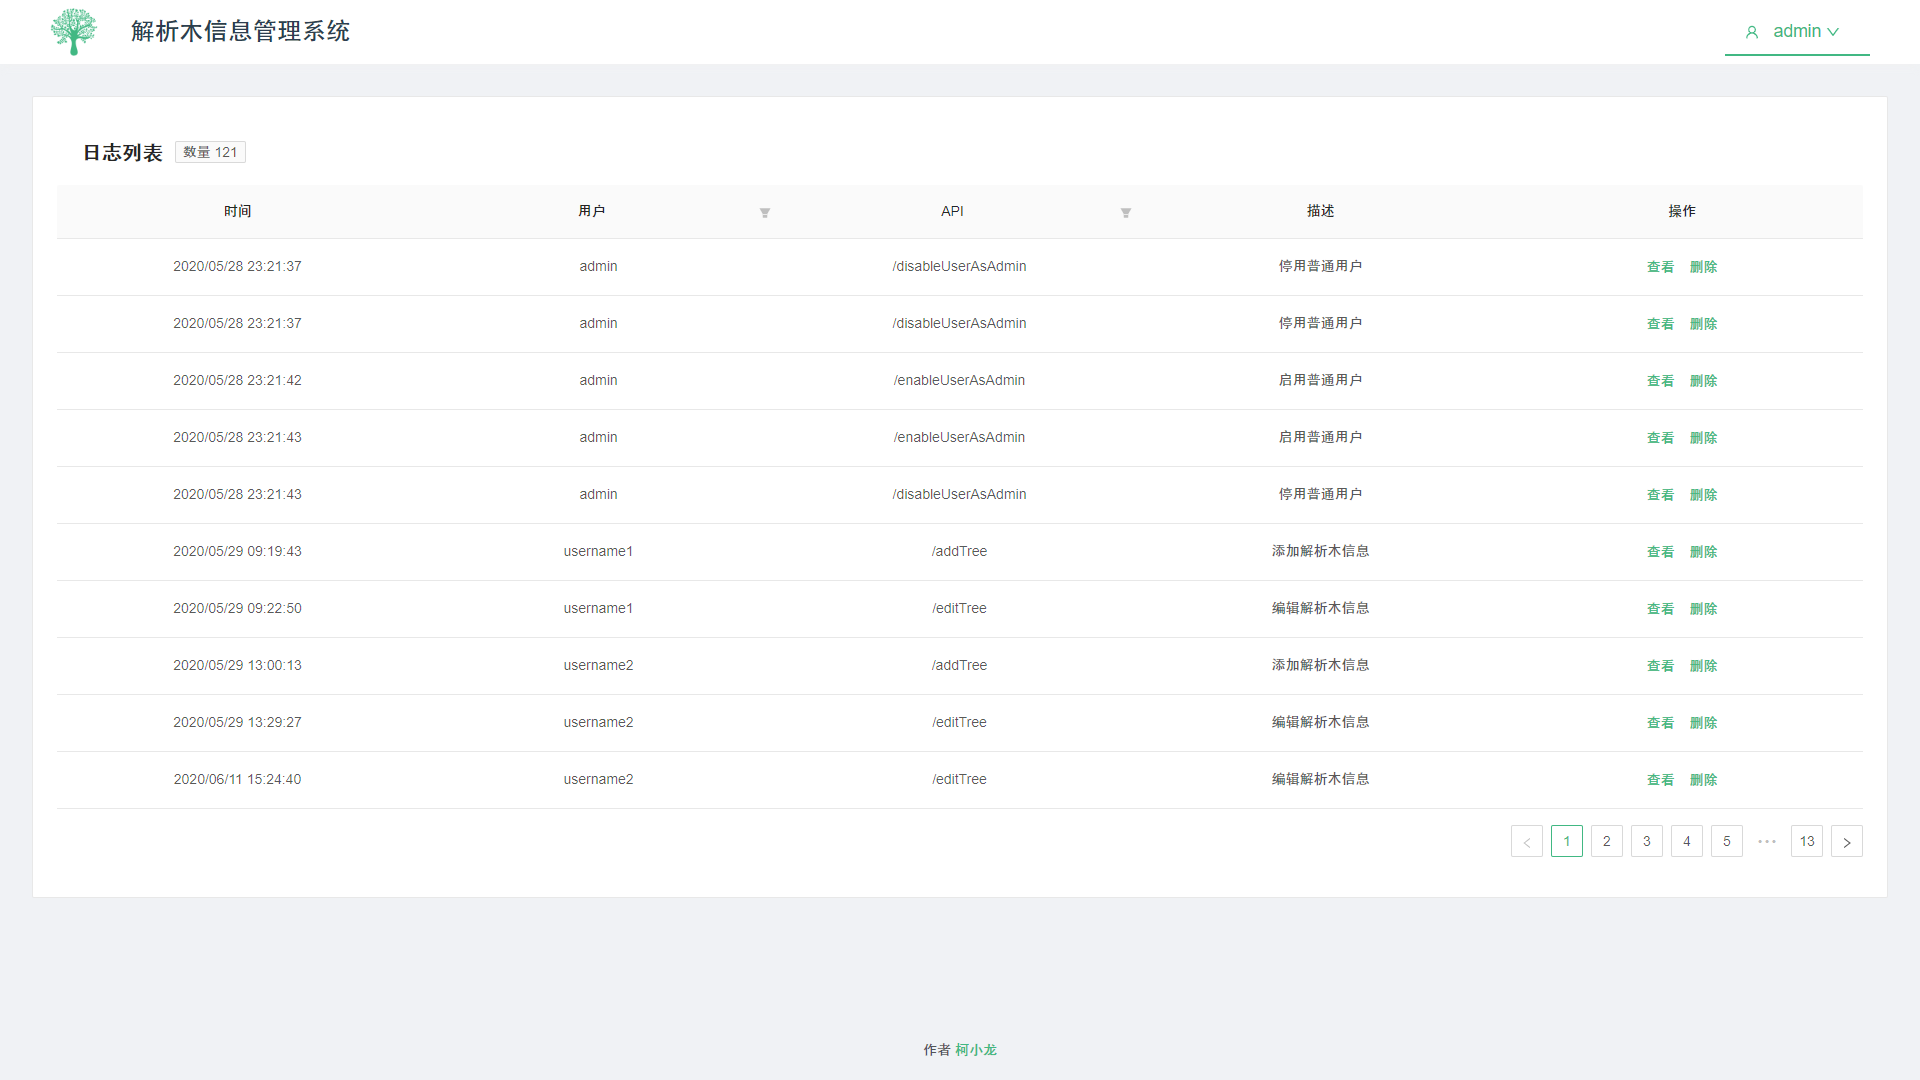 解析木信息管理系统
admin
日志列表 数量 121
时间 用户 API 描述 操作
2020/05/28 23:21:37 admin /disableUserAsAdmin 停用普通用户 查看 删除
2020/05/28 23:21:37 admin /disableUserAsAdmin 停用普通用户 查看 删除
2020/05/28 23:21:42 admin /enableUserAsAdmin 启用普通用户 查看 删除
2020/05/28 23:21:43 admin /enableUserAsAdmin 启用普通用户 查看 删除
2020/05/28 23:21:43 admin /disableUserAsAdmin 停用普通用户 查看 删除
2020/05/29 09:19:43 username1 /addTree 添加解析木信息 查看 删除
2020/05/29 09:22:50 username1 /editTree 编辑解析木信息 查看 删除
2020/05/29 13:00:13 username2 /addTree 添加解析木信息 查看 删除
2020/05/29 13:29:27 username2 /editTree 编辑解析木信息 查看 删除
2020/06/11 15:24:40 username2 /editTree 编辑解析木信息 查看 删除
< 1 2 3 4 5 ••• 13 >
作者 柯小龙